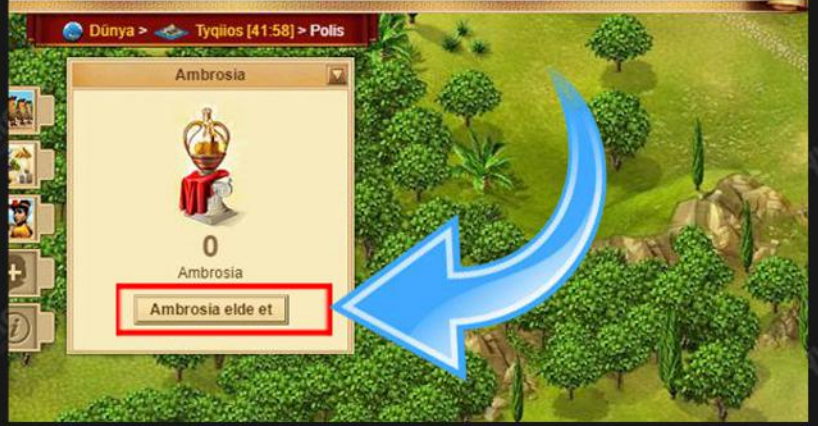 Dünya > Tyqiios [41:58] > Polis
Ambrosia
0
Ambrosia
Ambrosia elde et